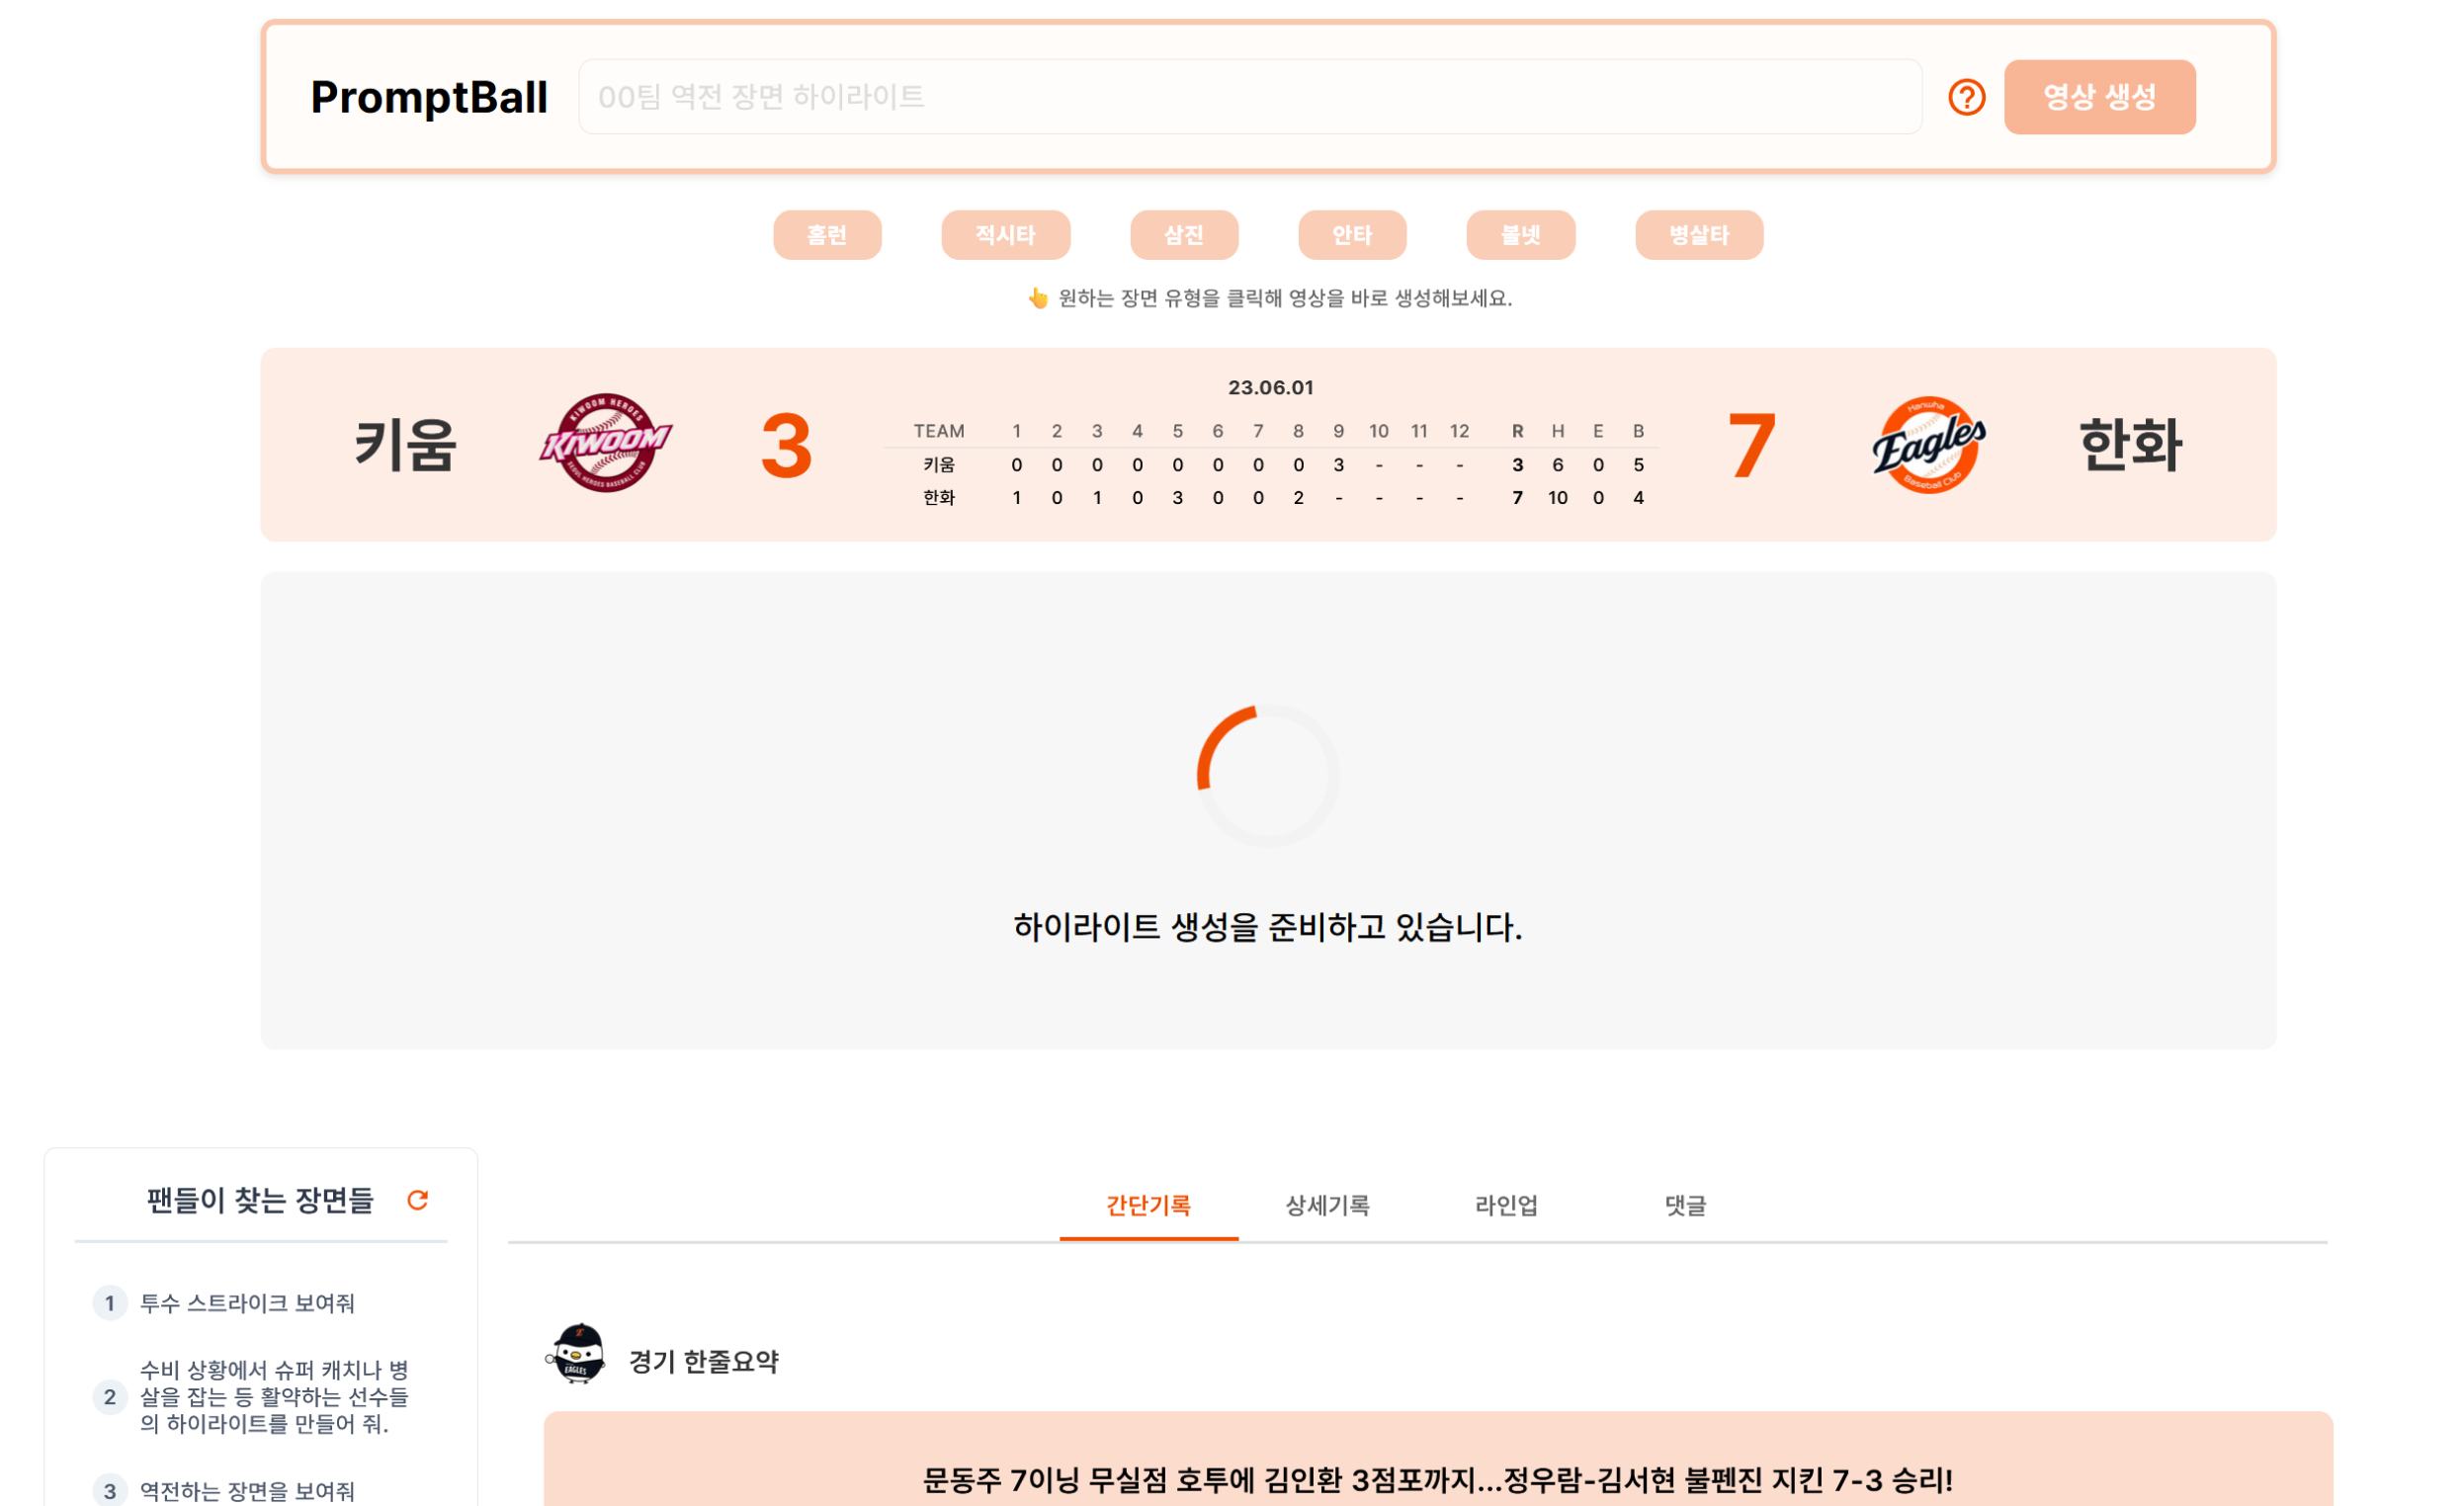 PromptBall
00팀 역전 장면 하이라이트
영상 생성
홈런 적시타 삼진 안타 볼넷 병살타
👆 원하는 장면 유형을 클릭해 영상을 바로 생성해보세요.
23.06.01
키움
KIWOOM HEROES
KIWOOM
SEOUL HEROES BASEBALL CLUB
3
TEAM 1 2 3 4 5 6 7 8 9 10 11 12 R H E B
키움 0 0 0 0 0 0 0 0 3 - - - 3 6 0 5
한화 1 0 1 0 3 0 0 2 - - - - 7 10 0 4
7
Hanwha
Eagles
Baseball Club
한화
하이라이트 생성을 준비하고 있습니다.
팬들이 찾는 장면들
1 투수 스트라이크 보여줘
2 수비 상황에서 슈퍼 캐치나 병
살을 잡는 등 활약하는 선수들
의 하이라이트를 만들어 줘.
3 역전하는 장면을 보여줘
간단기록 상세기록 라인업 댓글
EAGLES
경기 한줄요약
문동주 7이닝 무실점 호투에 김인환 3점포까지...정우람-김서현 불펜진 지킨 7-3 승리!